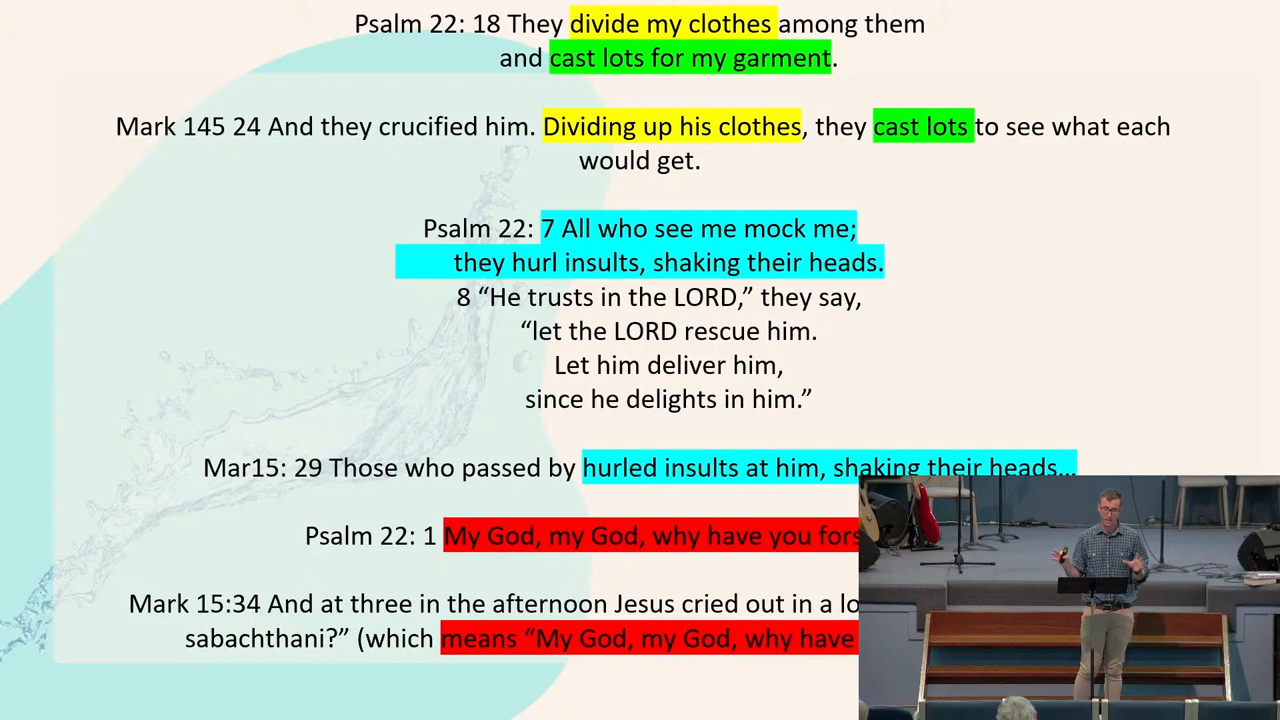 Psalm 22: 18 They divide my clothes among them
and cast lots for my garment.
Mark 145 24 And they crucified him. Dividing up his clothes, they cast lots to see what each
would get.
Psalm 22: 7 All who see me mock me;
they hurl insults, shaking their heads.
8 “He trusts in the LORD,” they say,
“let the LORD rescue him.
Let him deliver him,
since he delights in him.”
Mar15: 29 Those who passed by hurled insults at him, shaking their heads…
Psalm 22: 1 My God, my God, why have you fors
Mark 15:34 And at three in the afternoon Jesus cried out in a lo
sabachthani?” (which means “My God, my God, why have